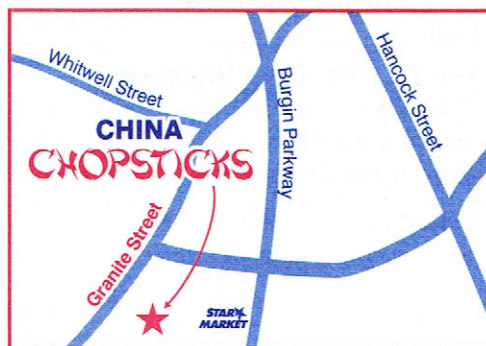 Whitwell Street
Burgin Parkway
Hancock Street
CHINA
CHOPSTICKS
Granite Street
STAR
MARKET